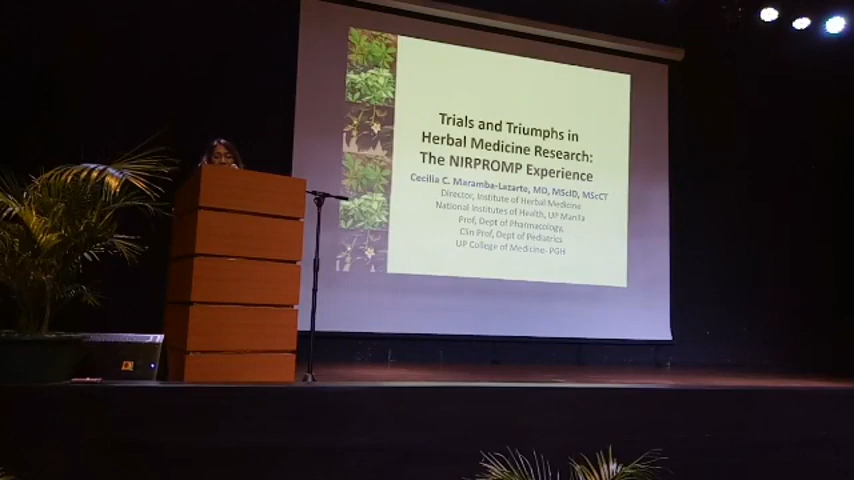 Trials and Triumphs in
Herbal Medicine Research:
The NIRPROMP Experience
Cecilia C. Maramba-Lazarte, MD, MScID, MScCT
Director, Institute of Herbal Medicine
National Institutes of Health, UP Manila
Prof, Dept of Pharmacology,
Clin Prof, Dept of Pediatrics
UP College of Medicine- PGH